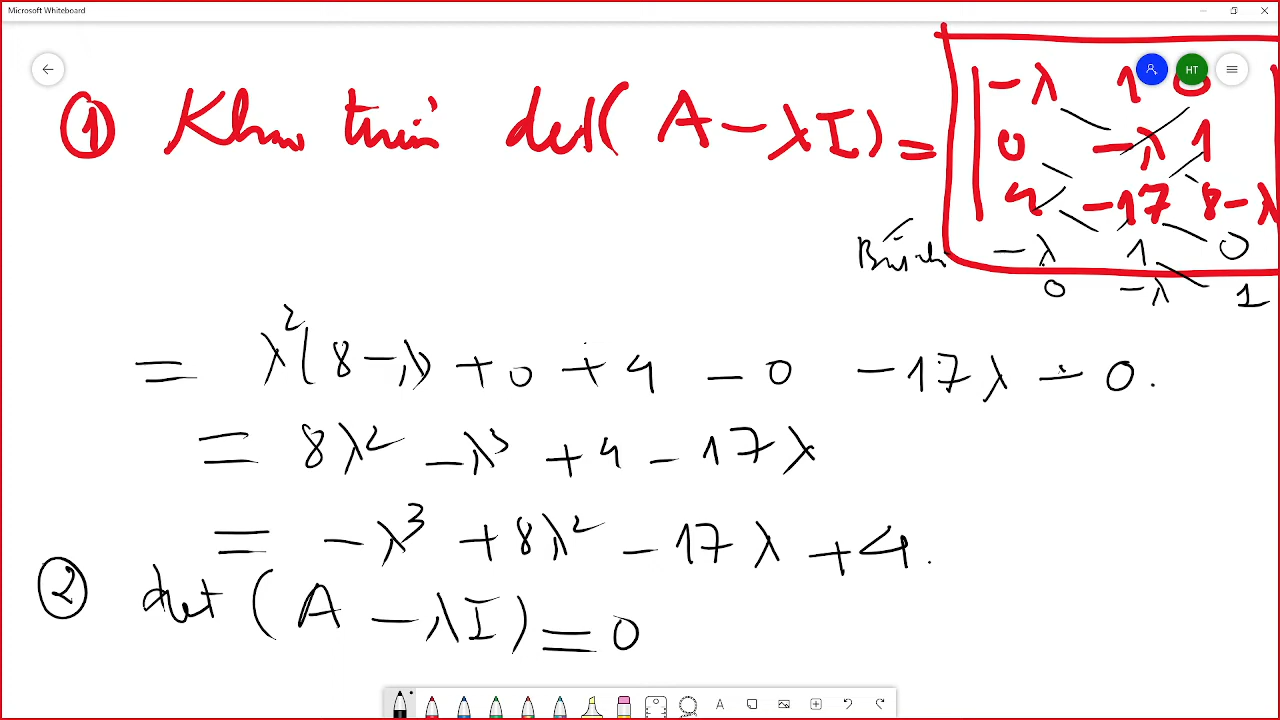 Microsoft Whiteboard
HT
① Khai triển det(A-λI)=
-λ 1 0
0 -λ 1
4 -17 8-λ
-λ 1 0
0 -λ 1
= λ²(8-λ) + 0 + 4 - 0 - 17λ - 0.
= 8λ² - λ³ + 4 - 17λ
= -λ³ + 8λ² - 17λ + 4.
② det (A - λI) = 0
A